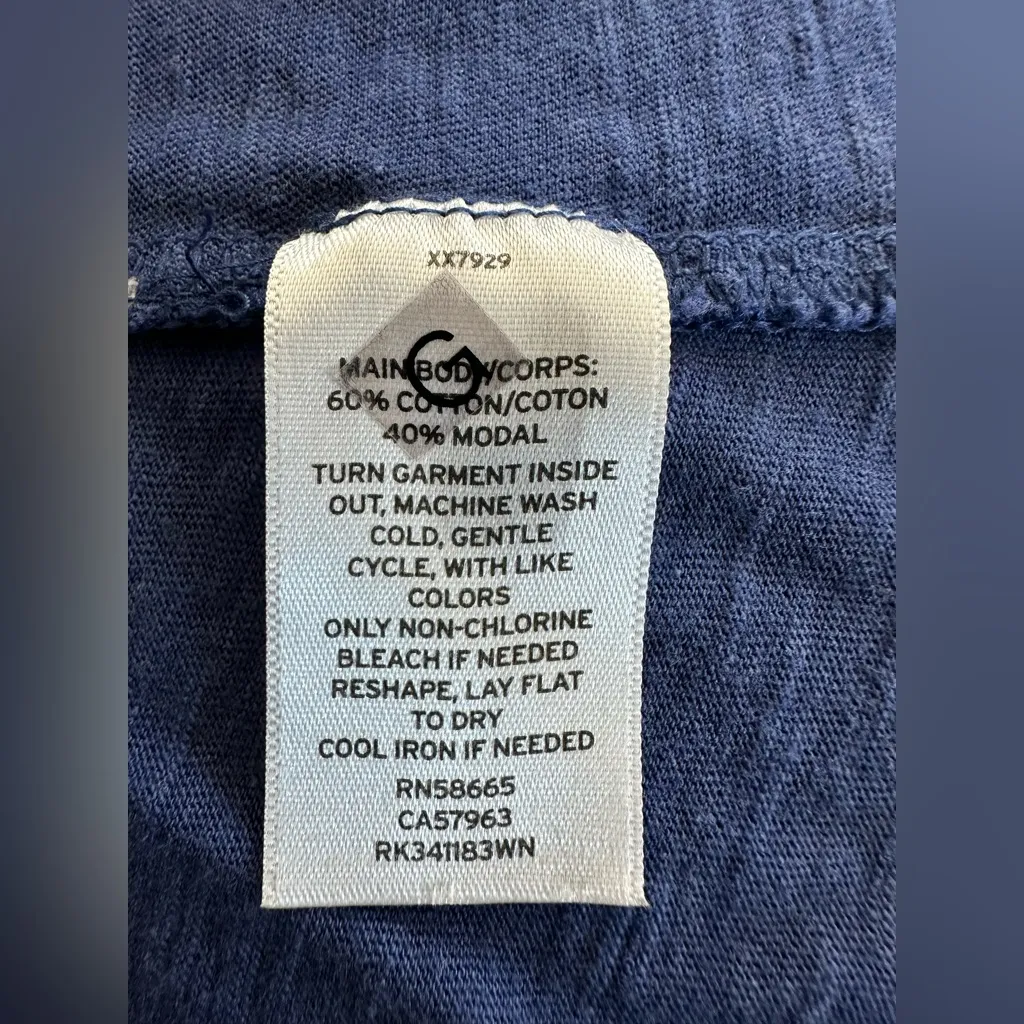 XX7929
MAIN BODY/CORPS:
60% COTTON/COTON
40% MODAL
TURN GARMENT INSIDE
OUT, MACHINE WASH
COLD, GENTLE
CYCLE, WITH LIKE
COLORS
ONLY NON-CHLORINE
BLEACH IF NEEDED
RESHAPE, LAY FLAT
TO DRY
COOL IRON IF NEEDED
RN58665
CA57963
RK341183WN